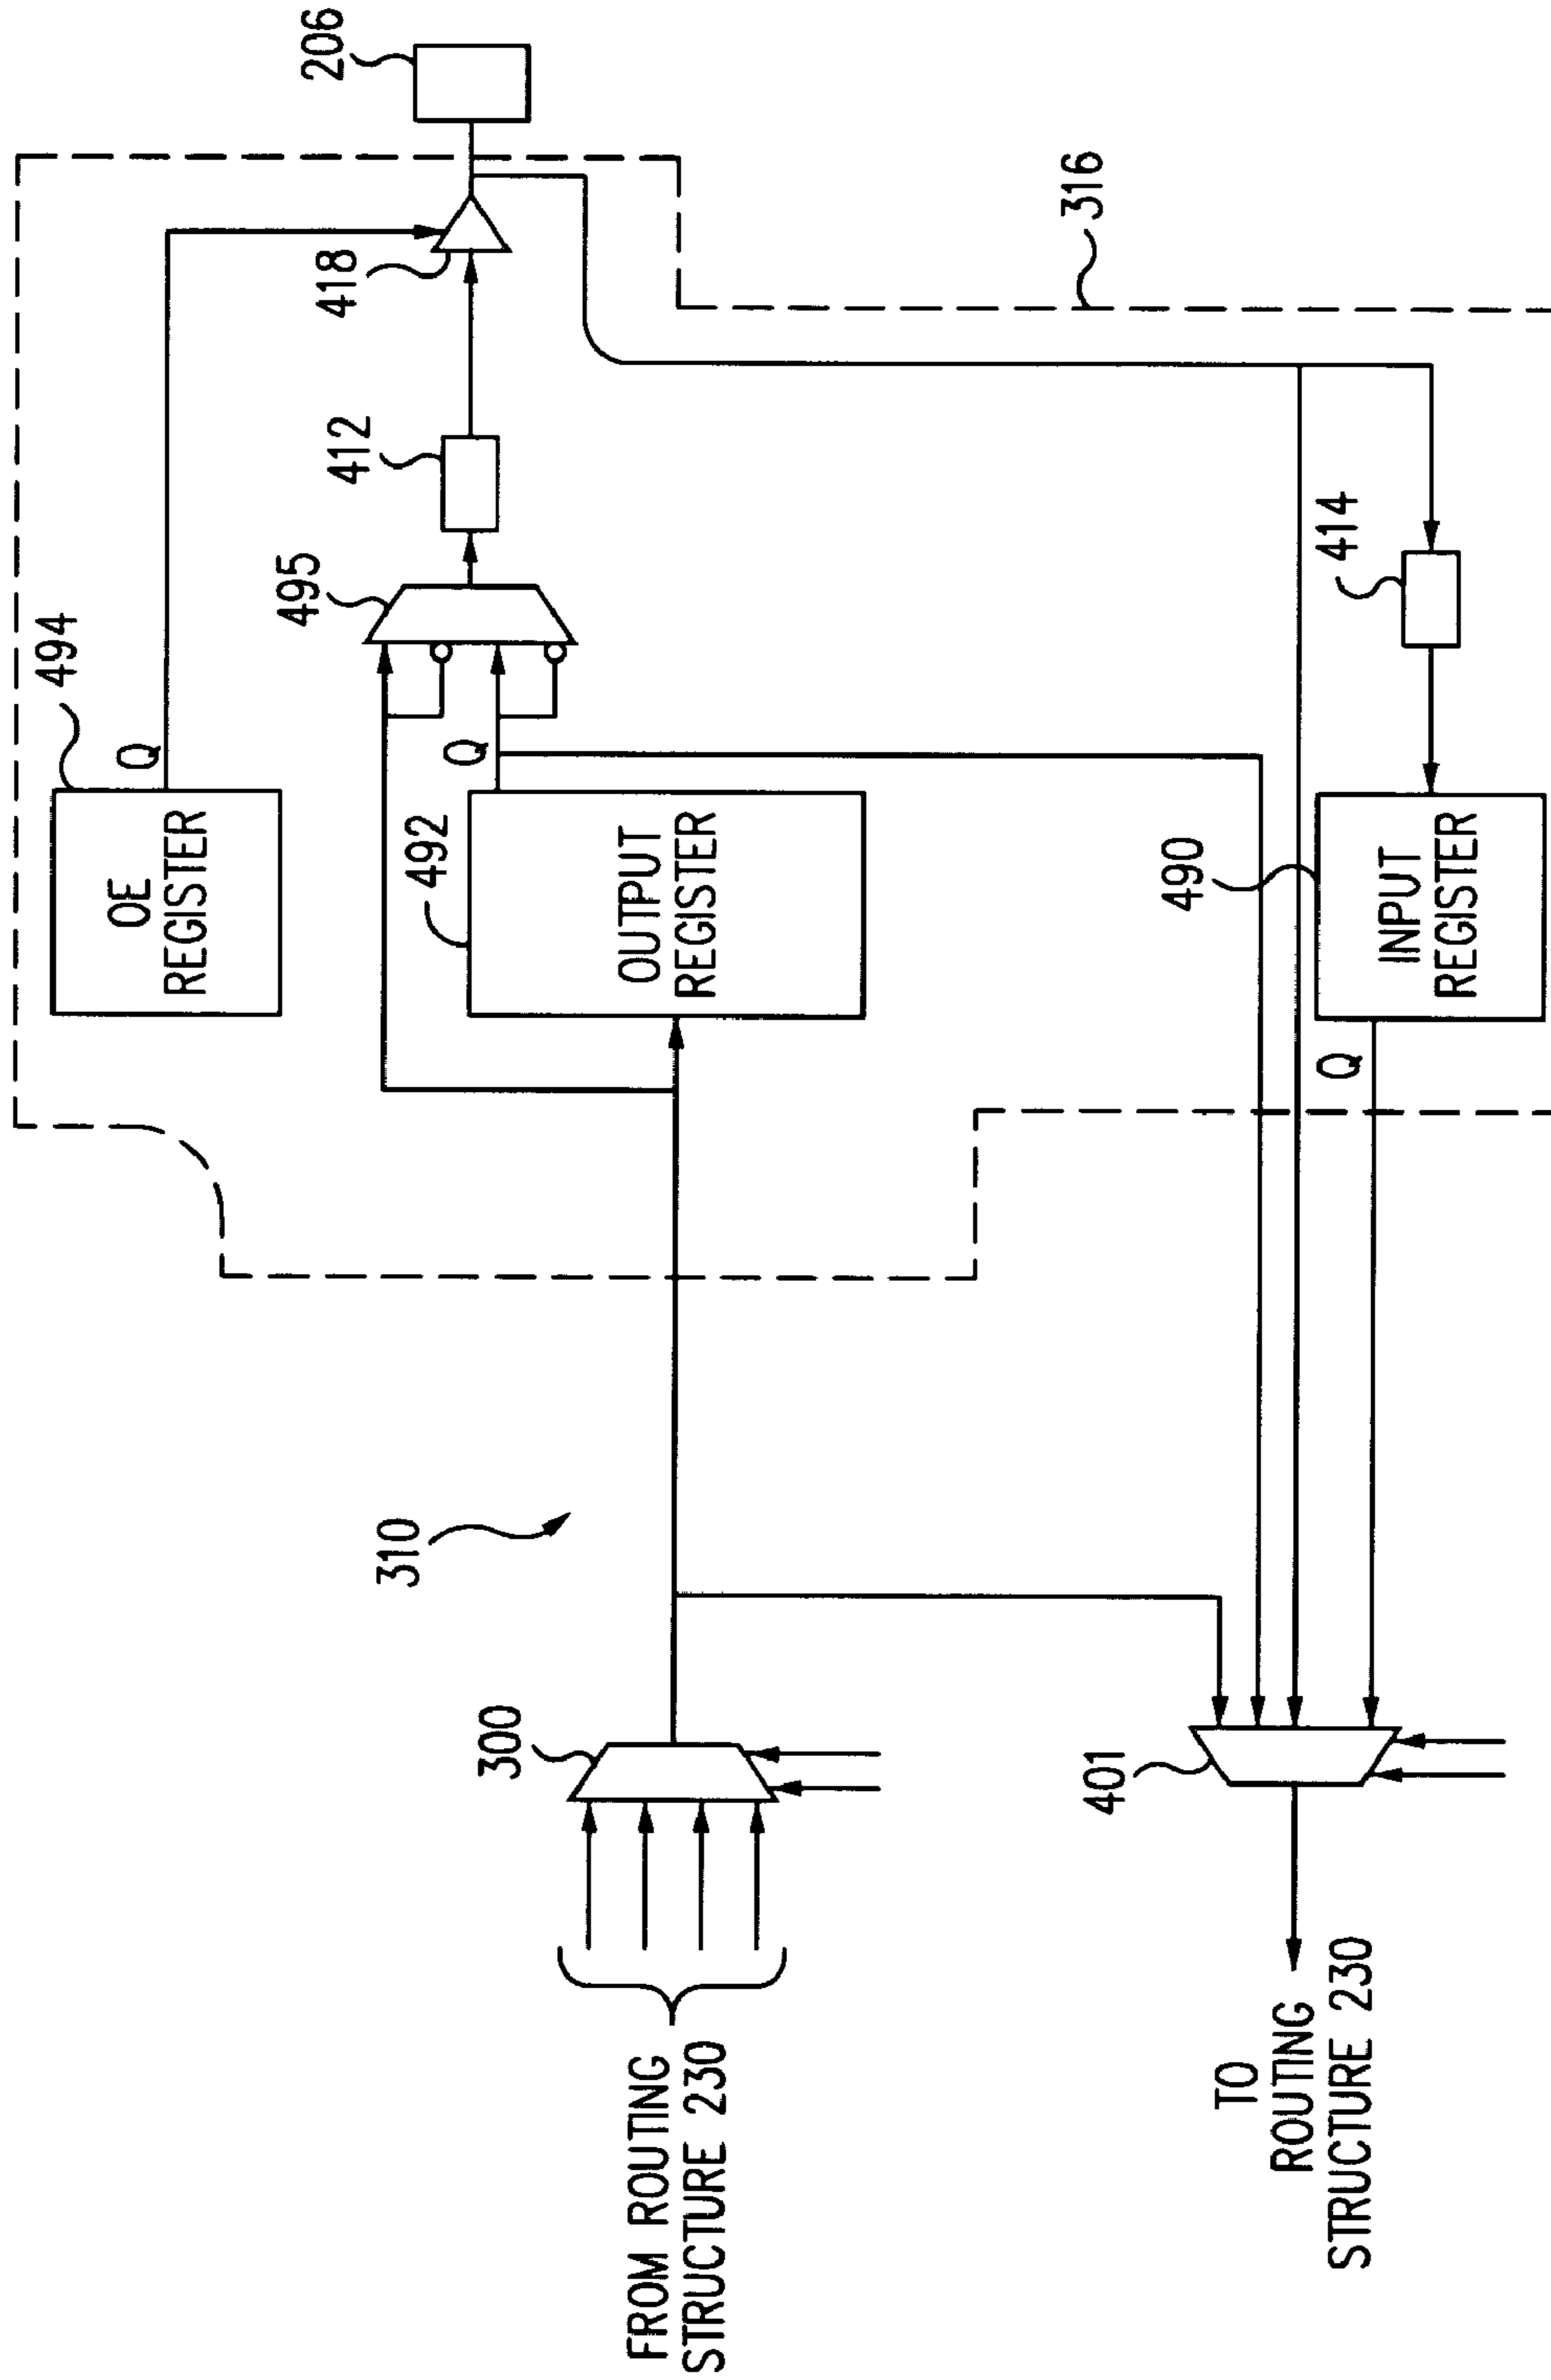 494
OE
REGISTER
Q
206
418
412
495
Q
492
OUTPUT
REGISTER
316
414
490
INPUT
REGISTER
Q
310
300
FROM ROUTING
STRUCTURE 230
401
TO
ROUTING
STRUCTURE 230